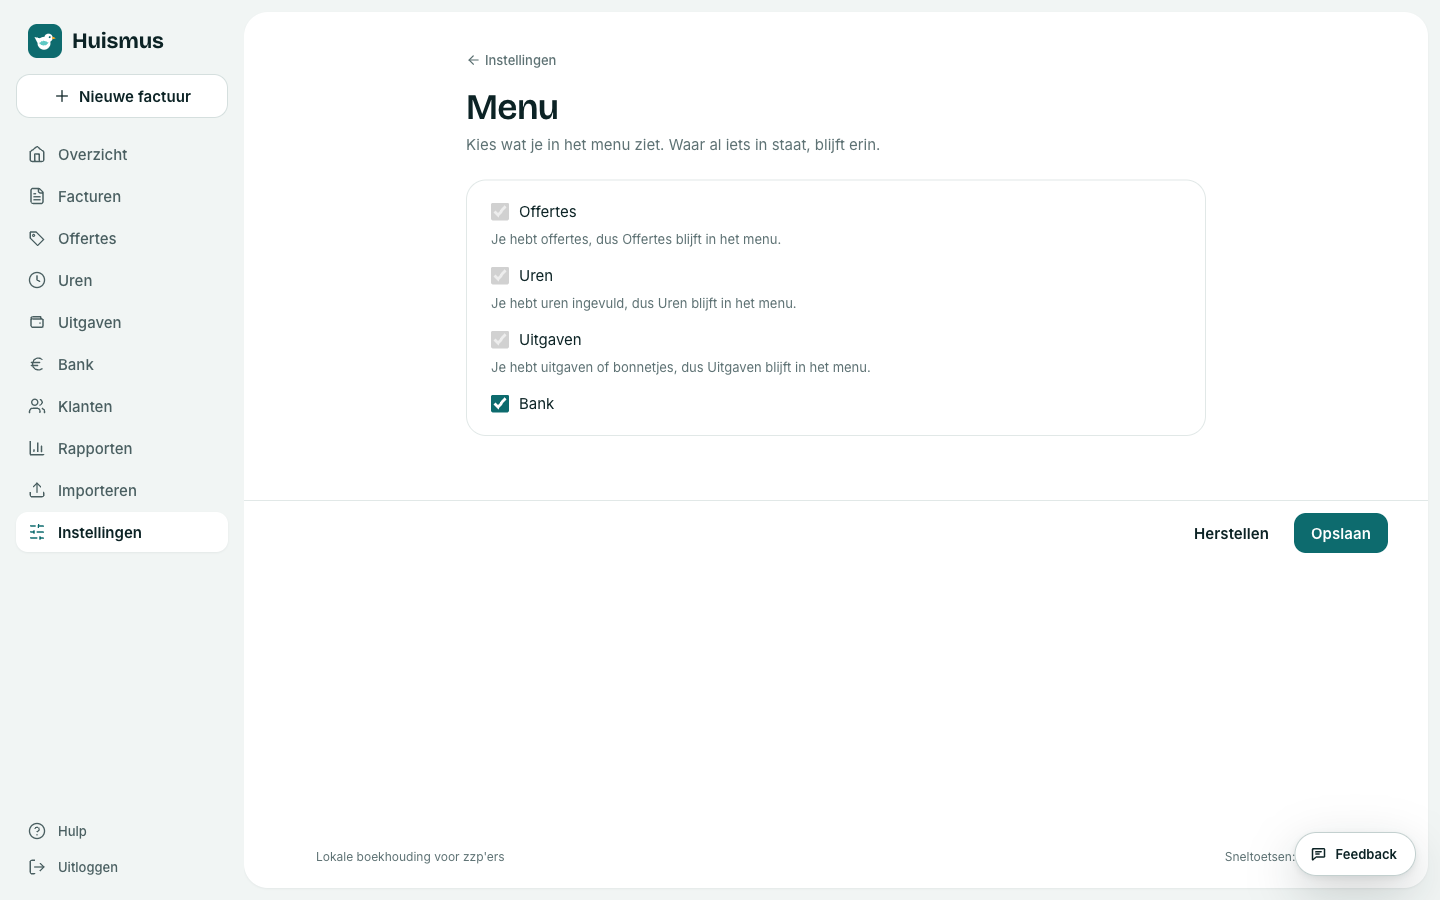 Huismus
Nieuwe factuur
Overzicht
Facturen
Offertes
Uren
Uitgaven
Bank
Klanten
Rapporten
Importeren
Instellingen
Hulp
Uitloggen
Instellingen
Menu
Kies wat je in het menu ziet. Waar al iets in staat, blijft erin.
Offertes
Je hebt offertes, dus Offertes blijft in het menu.
Uren
Je hebt uren ingevuld, dus Uren blijft in het menu.
Uitgaven
Je hebt uitgaven of bonnetjes, dus Uitgaven blijft in het menu.
Bank
Herstellen
Opslaan
Lokale boekhouding voor zzp'ers
Sneltoetsen:
Feedback